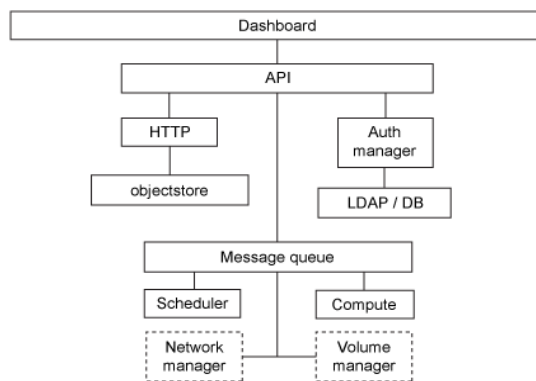 Dashboard
API
HTTP
Auth
manager
objectstore
LDAP / DB
Message queue
Scheduler
Compute
Network
manager
Volume
manager